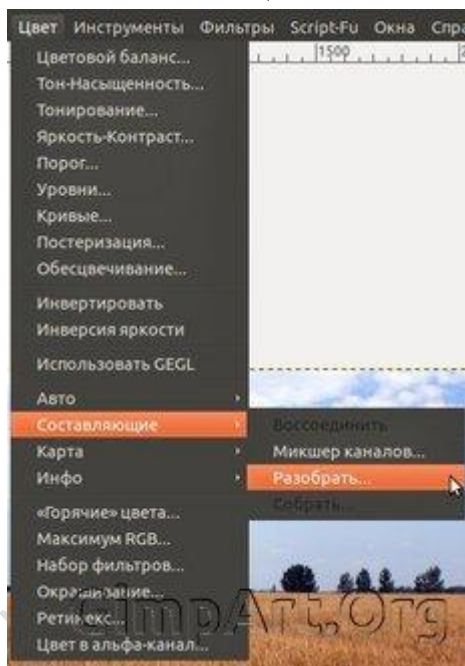 Цвет Инструменты Фильтры Script-Fu Окна Спра
1500
Цветовой баланс...
Тон-Насыщенность...
Тонирование...
Яркость-Контраст...
Порог...
Уровни...
Кривые...
Постеризация...
Обесцвечивание...
Инвертировать
Инверсия яркости
Использовать GEGL
Авто
Составляющие
Воссоединить
Карта
Микшер каналов...
Инфо
Разобрать...
Собрать...
«Горячие» цвета...
Максимум RGB...
Набор фильтров...
Окрашивание...
Ретинекс...
Цвет в альфа-канал...
GimpArt.Org